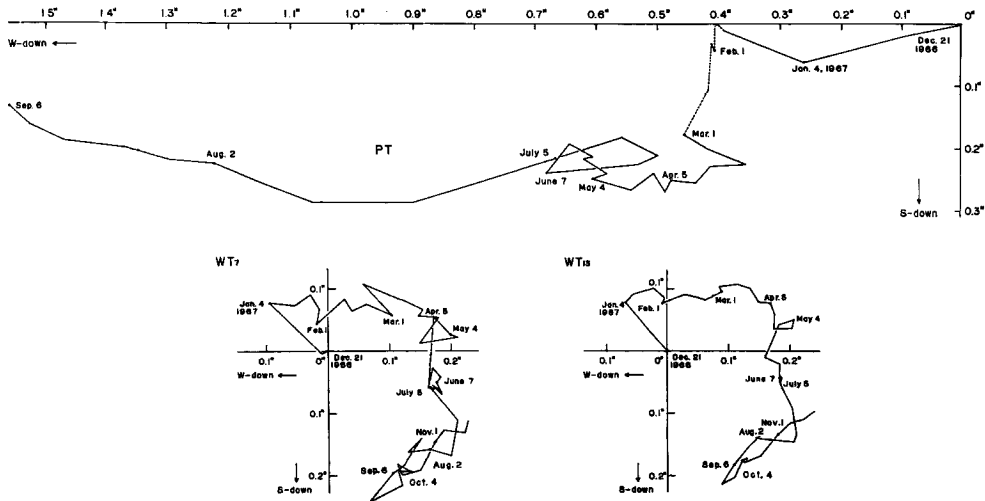 1.5" 1.4" 1.3" 1.2" 1.1" 1.0" 0.9" 0.8" 0.7" 0.6" 0.5" 0.4" 0.3" 0.2" 0.1" 0"
W-down
Dec. 21
1966
Feb. 1
Jan. 4, 1967
0.1"
Sep. 6
Mar. 1
PT
July 5
Aug. 2
0.2"
June 7
Apr. 5
May 4
S-down
0.3"
WT7
0.1"
Jan. 4
1967
Feb. 1
Mar. 1
Apr. 5
May 4
0.1" 0" 0.1" 0.2"
W-down
Dec. 21
1966
June 7
July 5
0.1"
Nov. 1
Aug. 2
Sep. 6
Oct. 4
0.2"
S-down
WT13
0.1"
Jan. 4
1967
Feb. 1
Mar. 1
Apr. 5
May 4
0.1" 0" 0.1" 0.2"
W-down
Dec. 21
1966
June 7
July 5
0.1"
Nov. 1
Aug. 2
Sep. 6
Oct. 4
0.2"
S-down